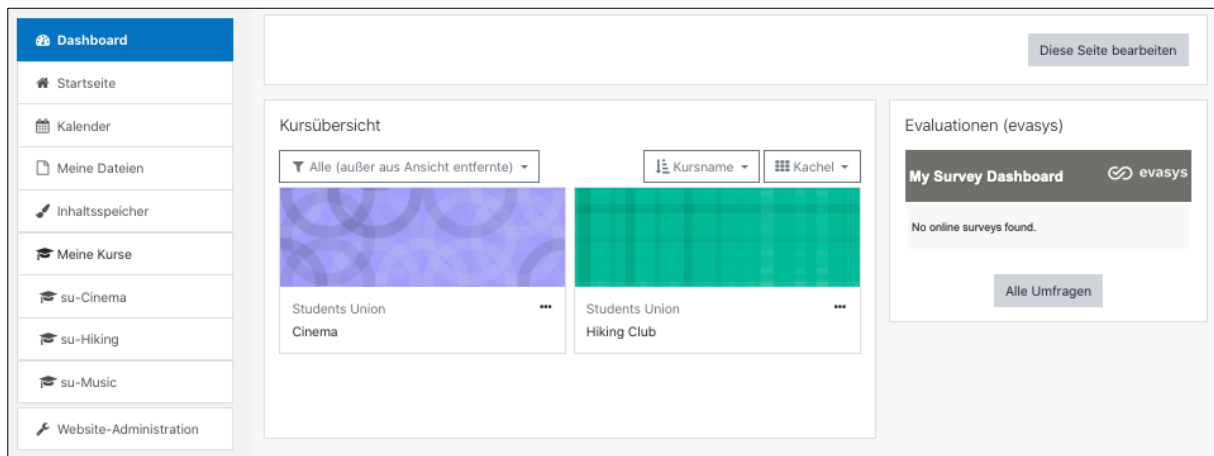 Dashboard
Startseite
Kalender
Meine Dateien
Inhaltsspeicher
Meine Kurse
su-Cinema
su-Hiking
su-Music
Website-Administration
Diese Seite bearbeiten
Kursübersicht
Alle (außer aus Ansicht entfernte)
Kursname
Kachel
Students Union
Cinema
Students Union
Hiking Club
Evaluationen (evasys)
My Survey Dashboard
evasys
No online surveys found.
Alle Umfragen